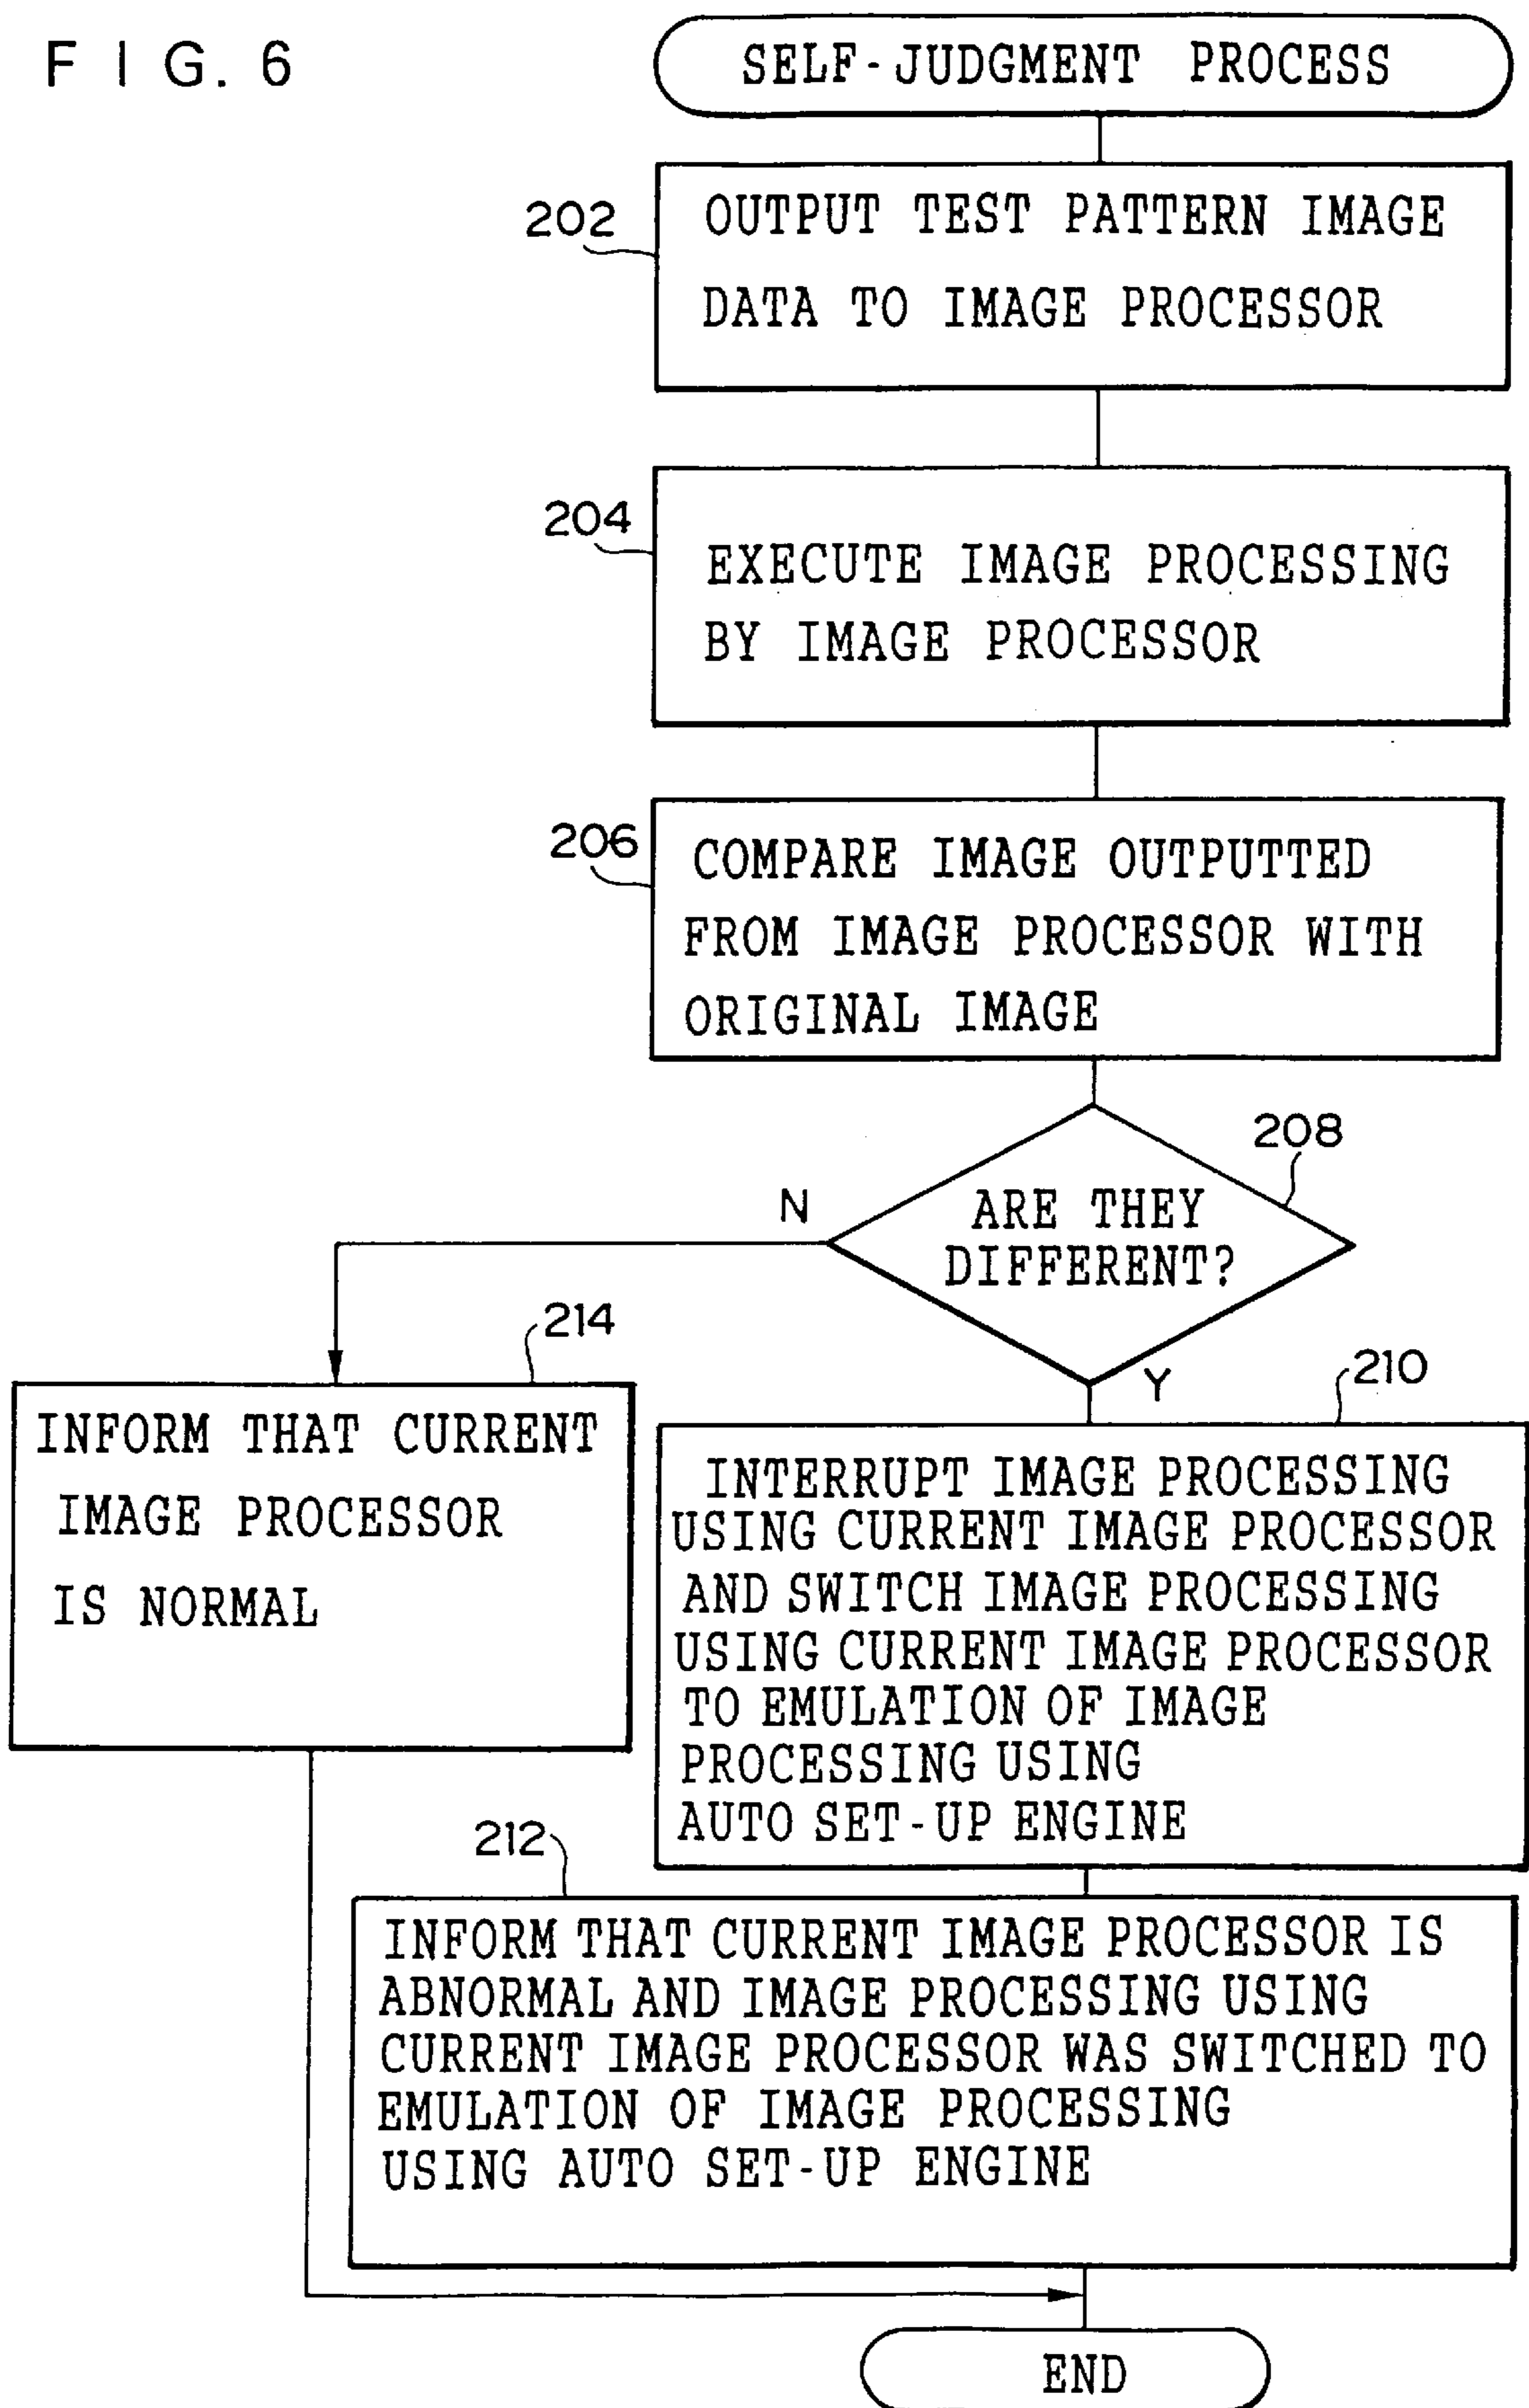 F I G. 6
SELF-JUDGMENT PROCESS
202
OUTPUT TEST PATTERN IMAGE
DATA TO IMAGE PROCESSOR
204
EXECUTE IMAGE PROCESSING
BY IMAGE PROCESSOR
206
COMPARE IMAGE OUTPUTTED
FROM IMAGE PROCESSOR WITH
ORIGINAL IMAGE
208
N
ARE THEY
DIFFERENT?
Y
214
INFORM THAT CURRENT
IMAGE PROCESSOR
IS NORMAL
210
INTERRUPT IMAGE PROCESSING
USING CURRENT IMAGE PROCESSOR
AND SWITCH IMAGE PROCESSING
USING CURRENT IMAGE PROCESSOR
TO EMULATION OF IMAGE
PROCESSING USING
AUTO SET-UP ENGINE
212
INFORM THAT CURRENT IMAGE PROCESSOR IS
ABNORMAL AND IMAGE PROCESSING USING
CURRENT IMAGE PROCESSOR WAS SWITCHED TO
EMULATION OF IMAGE PROCESSING
USING AUTO SET-UP ENGINE
END